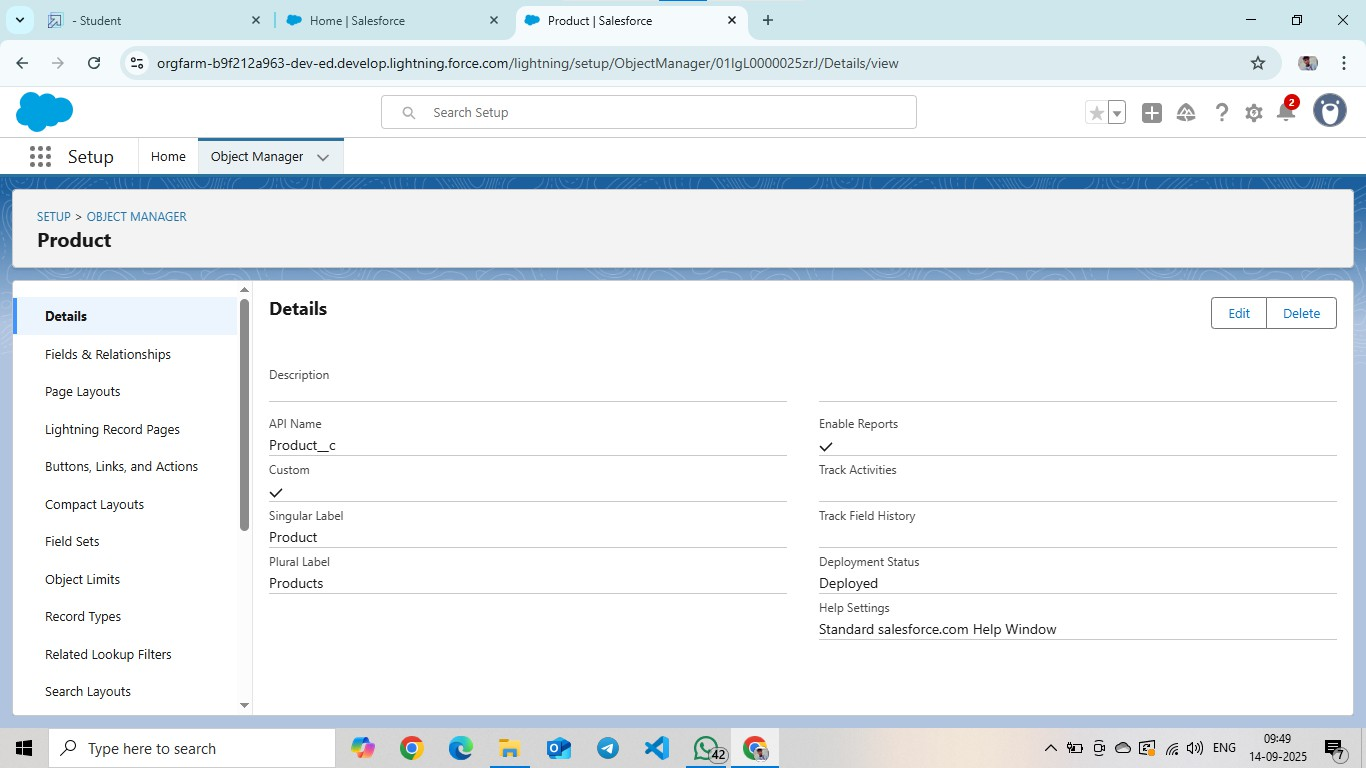 - Student
Home | Salesforce
Product | Salesforce
orgfarm-b9f212a963-dev-ed.develop.lightning.force.com/lightning/setup/ObjectManager/01IgL0000025zrJ/Details/view
Search Setup
2
Setup
Home
Object Manager
SETUP > OBJECT MANAGER
Product
Details
Fields & Relationships
Page Layouts
Lightning Record Pages
Buttons, Links, and Actions
Compact Layouts
Field Sets
Object Limits
Record Types
Related Lookup Filters
Search Layouts
Details
Edit
Delete
Description
API Name
Product__c
Custom
Singular Label
Product
Plural Label
Products
Enable Reports
Track Activities
Track Field History
Deployment Status
Deployed
Help Settings
Standard salesforce.com Help Window
Type here to search
42
ENG
09:49
14-09-2025
7